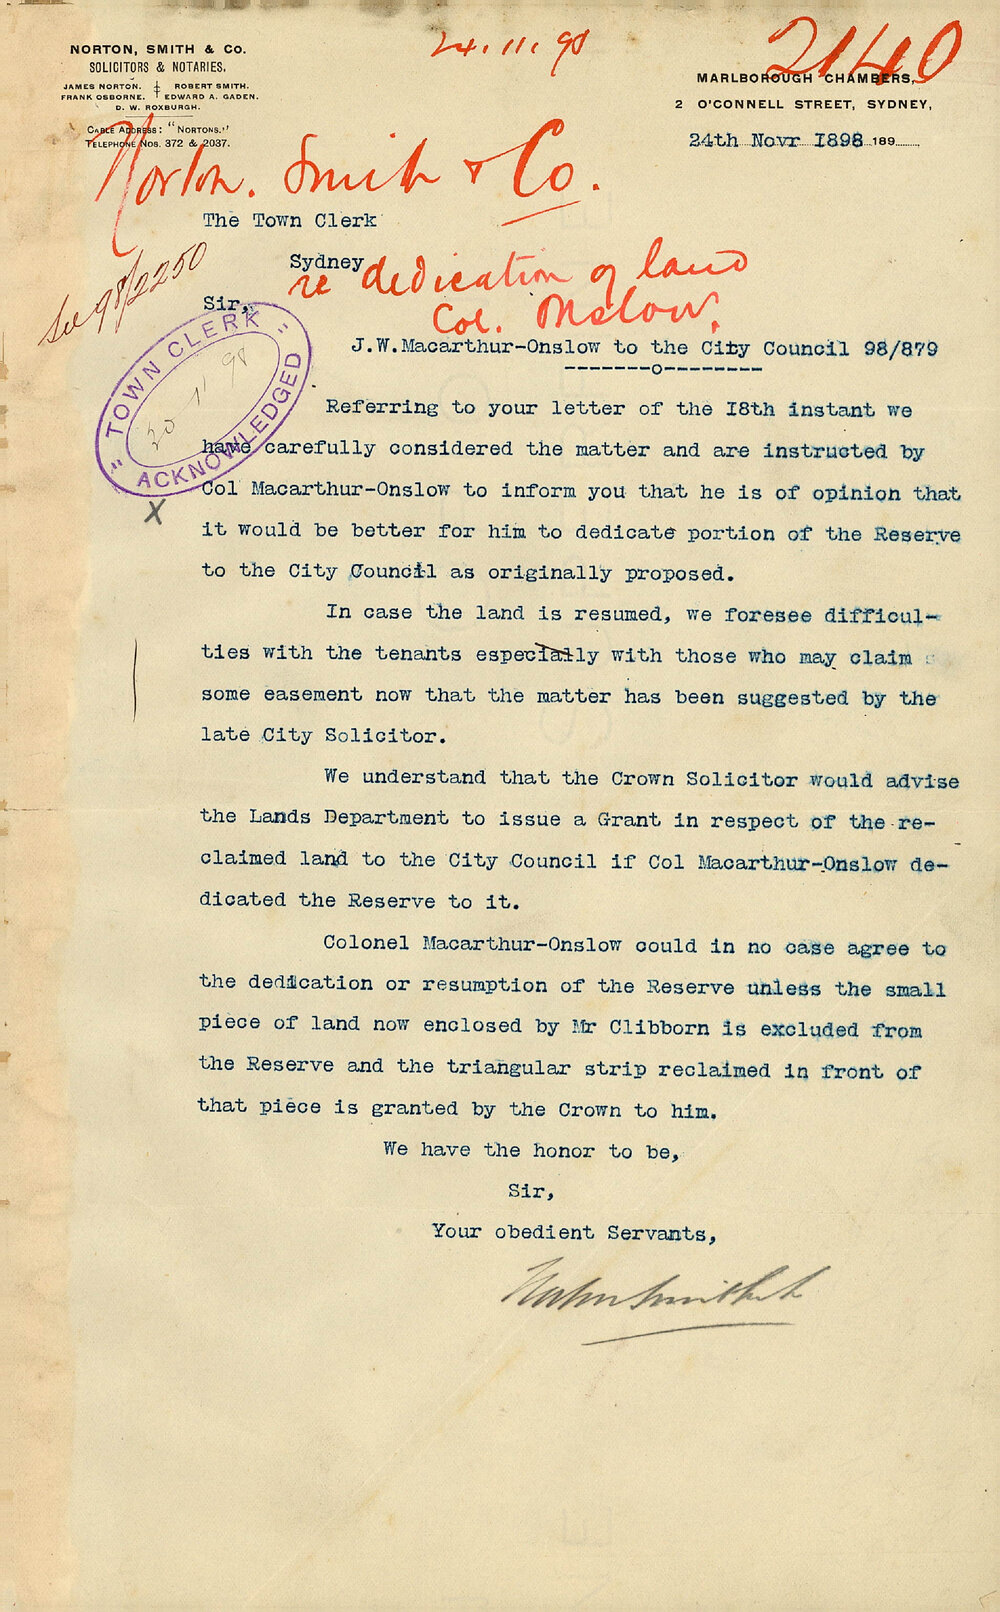 24.11.98
2140
NORTON, SMITH & CO.
SOLICITORS & NOTARIES.
JAMES NORTON. ROBERT SMITH.
FRANK OSBORNE. EDWARD A. GADEN.
D. W. ROXBURGH.
CABLE ADDRESS: "NORTONS."
TELEPHONE NOS. 372 & 2037.
MARLBOROUGH CHAMBERS,
2 O'CONNELL STREET, SYDNEY,
24th Novr 1898 189
Norton. Smith & Co.
The Town Clerk
Sydney
re dedication of land
Col. Onslow.
See 98/2250
Sir,
"TOWN CLERK"
30 11 98
ACKNOWLEDGED
J.W.Macarthur-Onslow to the City Council 98/879
-------o--------
Referring to your letter of the I8th instant we
have carefully considered the matter and are instructed by
Col Macarthur-Onslow to inform you that he is of opinion that
X
it would be better for him to dedicate portion of the Reserve
to the City Council as originally proposed.
In case the land is resumed, we foresee difficul-
ties with the tenants especially with those who may claim
some easement now that the matter has been suggested by the
late City Solicitor.
We understand that the Crown Solicitor would advise
the Lands Department to issue a Grant in respect of the re-
claimed land to the City Council if Col Macarthur-Onslow de-
dicated the Reserve to it.
Colonel Macarthur-Onslow could in no case agree to
the dedication or resumption of the Reserve unless the small
piece of land now enclosed by Mr Clibborn is excluded from
the Reserve and the triangular strip reclaimed in front of
that piece is granted by the Crown to him.
We have the honor to be,
Sir,
Your obedient Servants,
Norton Smith & Co